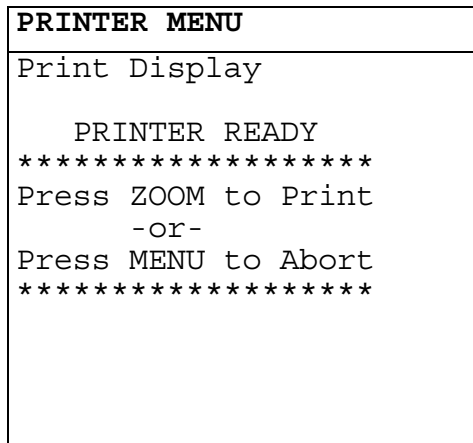 PRINTER MENU
Print Display
PRINTER READY
*******************
Press ZOOM to Print
-or-
Press MENU to Abort
*******************